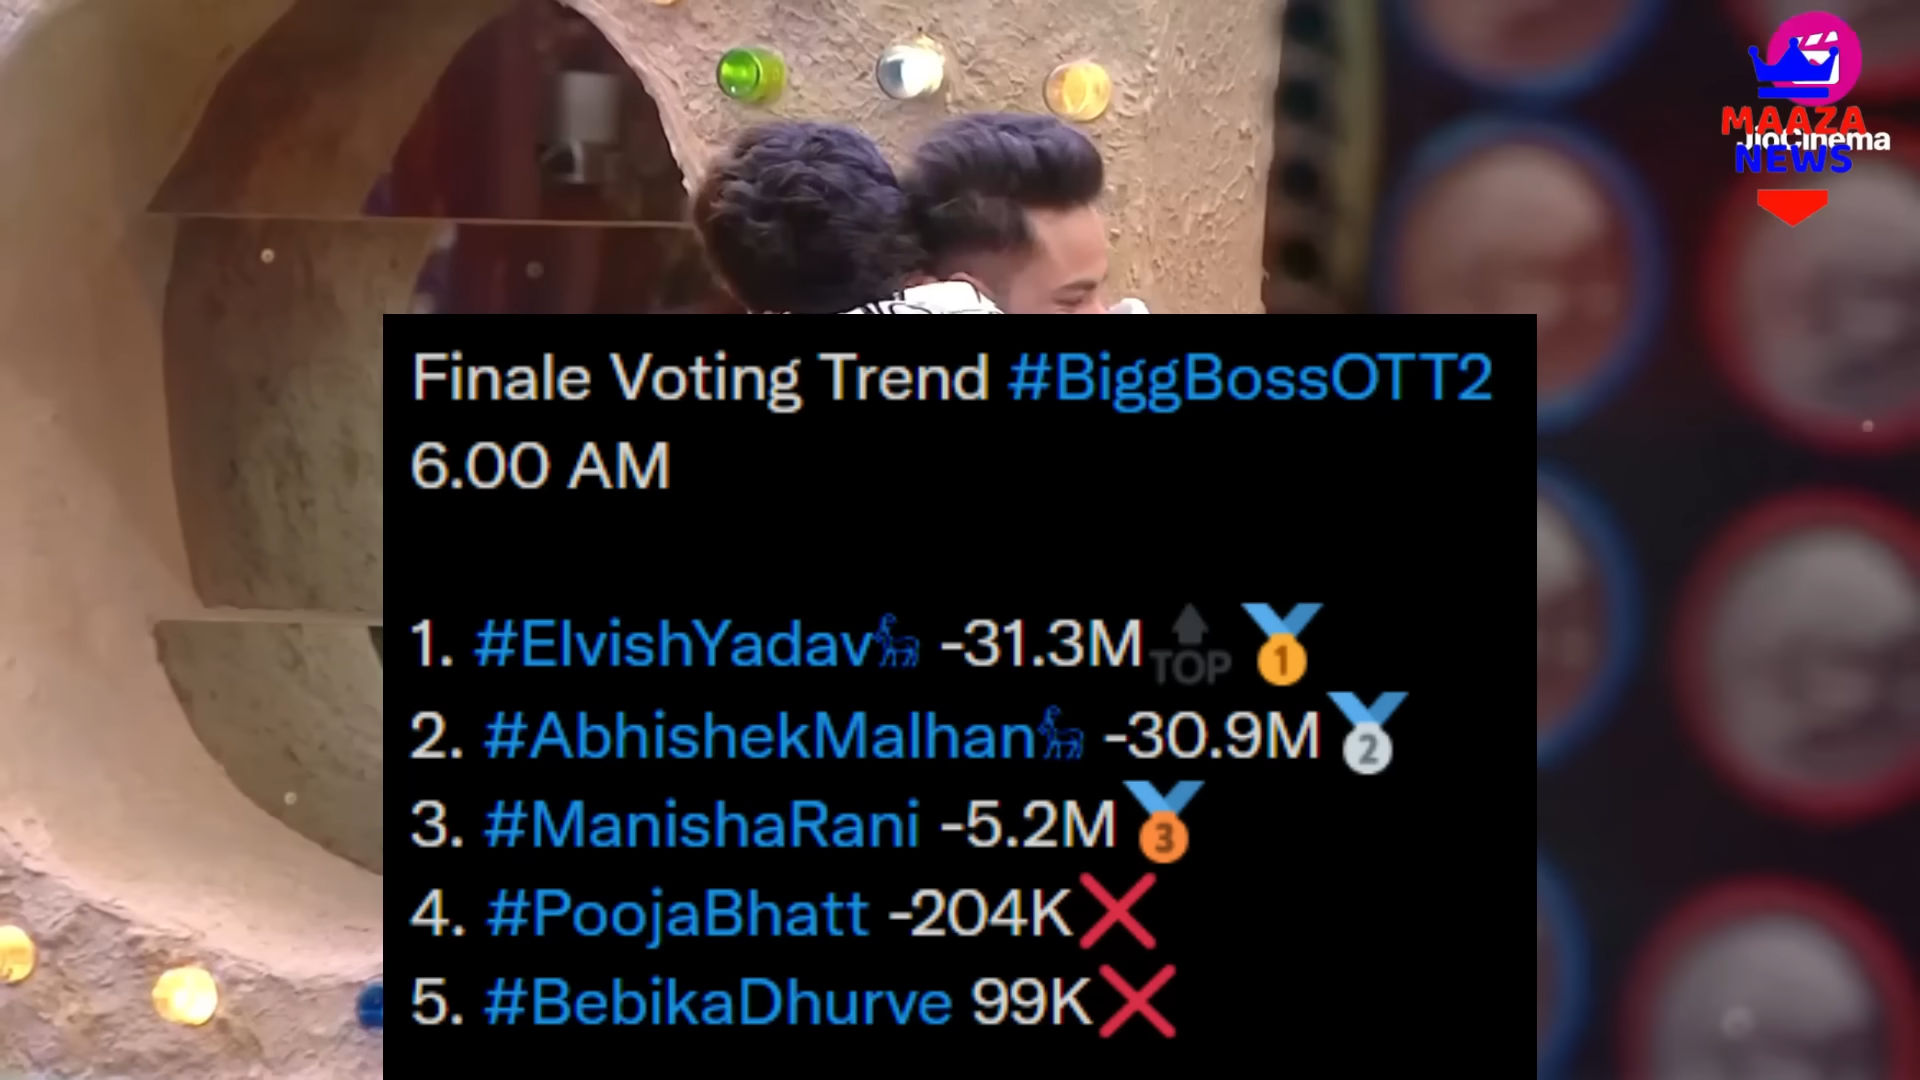 MAAZA
JioCinema
NEWS
Finale Voting Trend #BiggBossOTT2
6.00 AM
1. #ElvishYadav🐐 -31.3M🔝🥇
2. #AbhishekMalhan🐐 -30.9M🥈
3. #ManishaRani -5.2M🥉
4. #PoojaBhatt -204K❌
5. #BebikaDhurve 99K❌